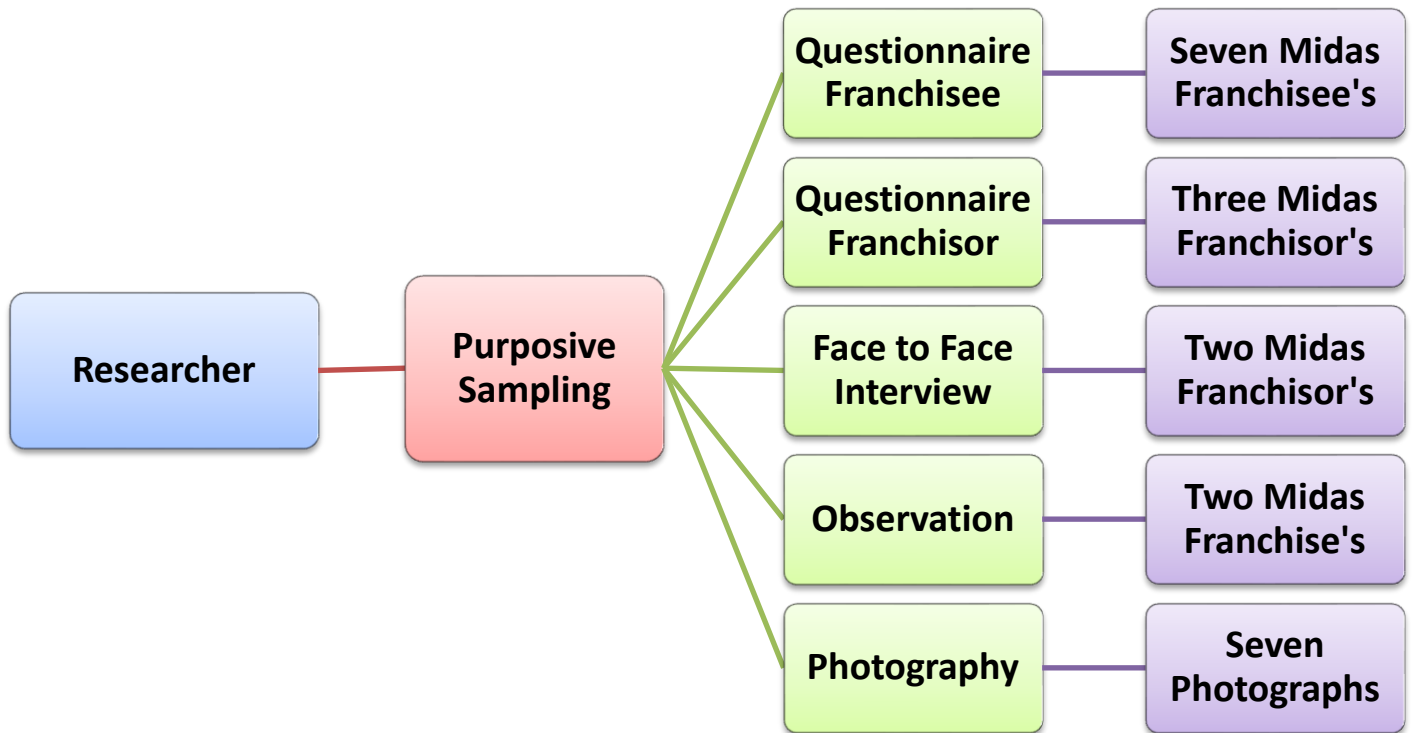 Researcher
Purposive
Sampling
Questionnaire
Franchisee
Seven Midas
Franchisee's
Questionnaire
Franchisor
Three Midas
Franchisor's
Face to Face
Interview
Two Midas
Franchisor's
Observation
Two Midas
Franchise's
Photography
Seven
Photographs